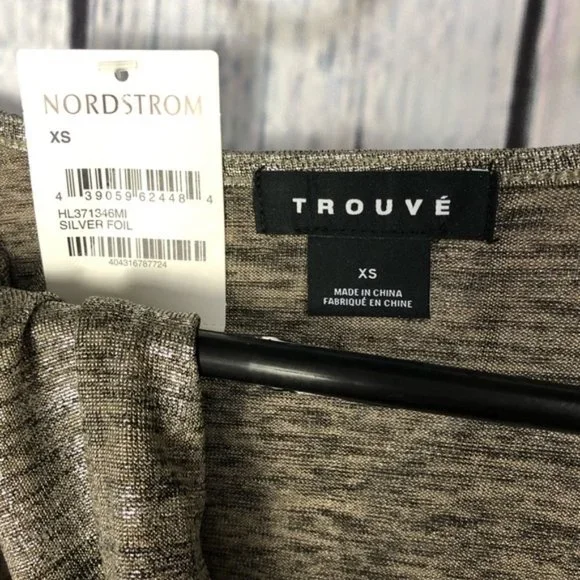 NORDSTROM
XS
4 39059 62448 4
HL371346MI
SILVER FOIL
404316787724
TROUVÉ
XS
MADE IN CHINA
FABRIQUÉ EN CHINE